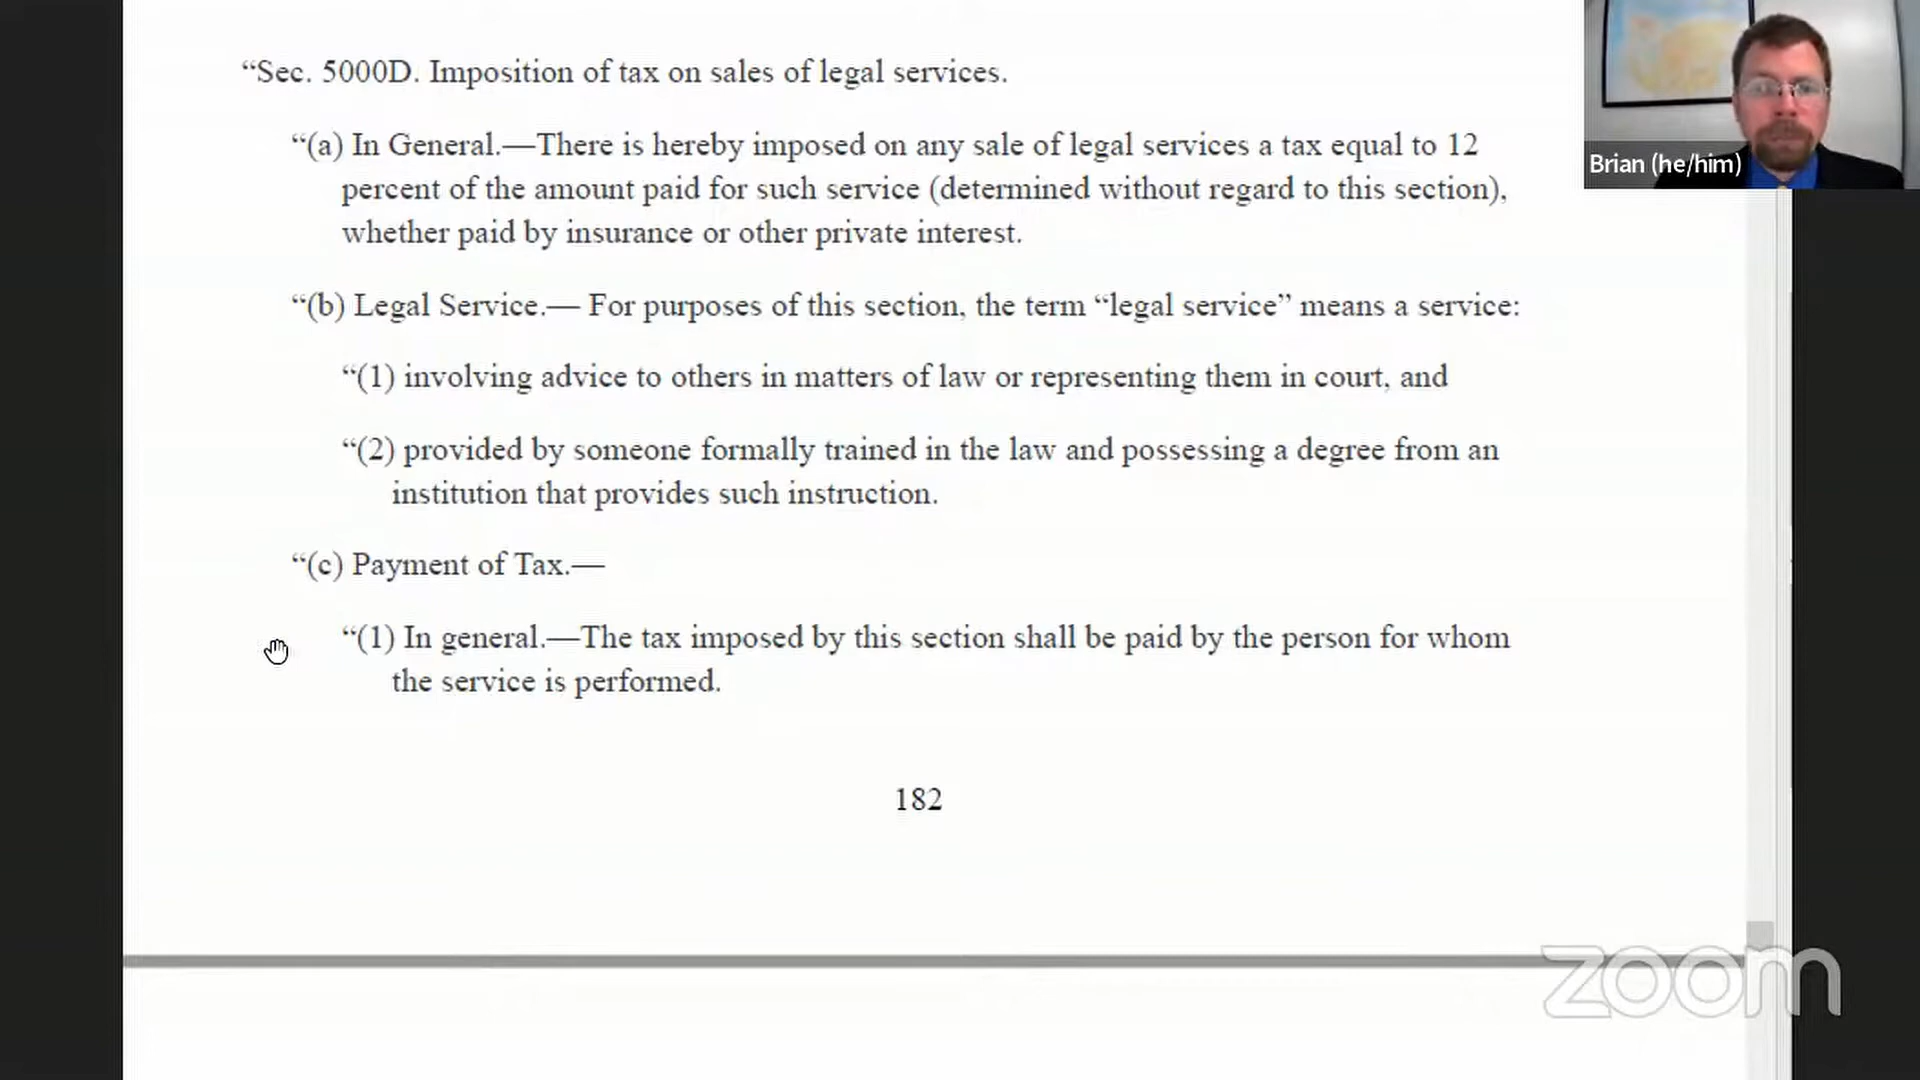 “Sec. 5000D. Imposition of tax on sales of legal services.
“(a) In General.—There is hereby imposed on any sale of legal services a tax equal to 12
percent of the amount paid for such service (determined without regard to this section),
whether paid by insurance or other private interest.
“(b) Legal Service.— For purposes of this section, the term “legal service” means a service:
“(1) involving advice to others in matters of law or representing them in court, and
“(2) provided by someone formally trained in the law and possessing a degree from an
institution that provides such instruction.
“(c) Payment of Tax.—
“(1) In general.—The tax imposed by this section shall be paid by the person for whom
the service is performed.
182
Brian (he/him)
zoom